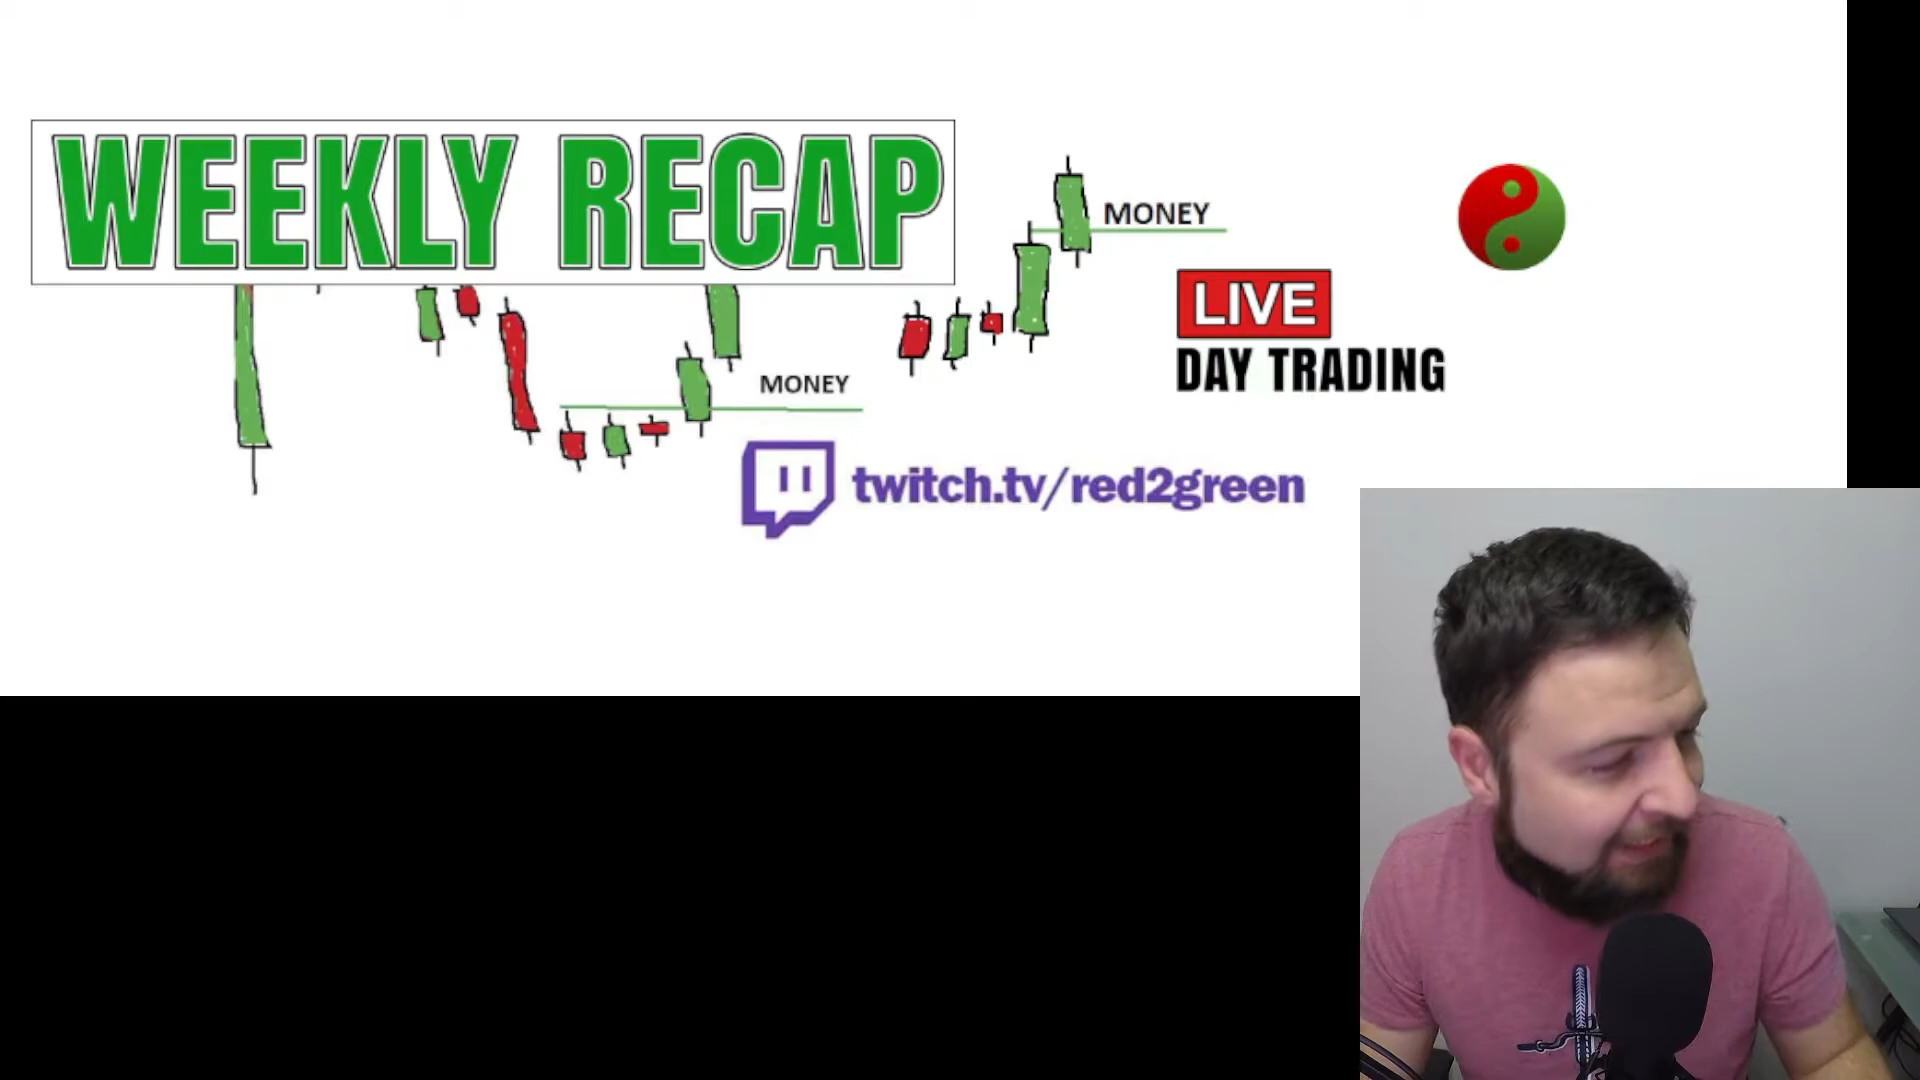 WEEKLY RECAP
MONEY
LIVE
DAY TRADING
MONEY
twitch.tv/red2green